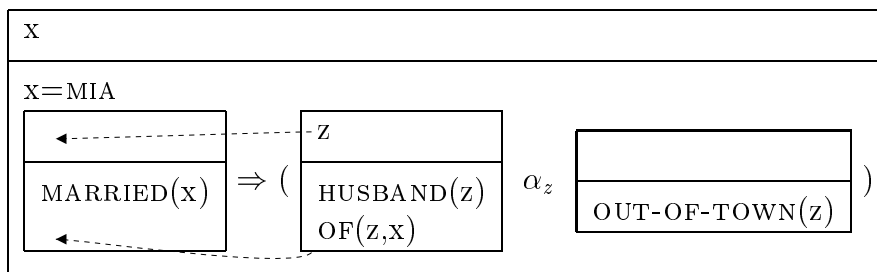 x
x=MIA
z
MARRIED(x) ⇒ ( HUSBAND(z) α_z OUT-OF-TOWN(z) )
OF(z,x)